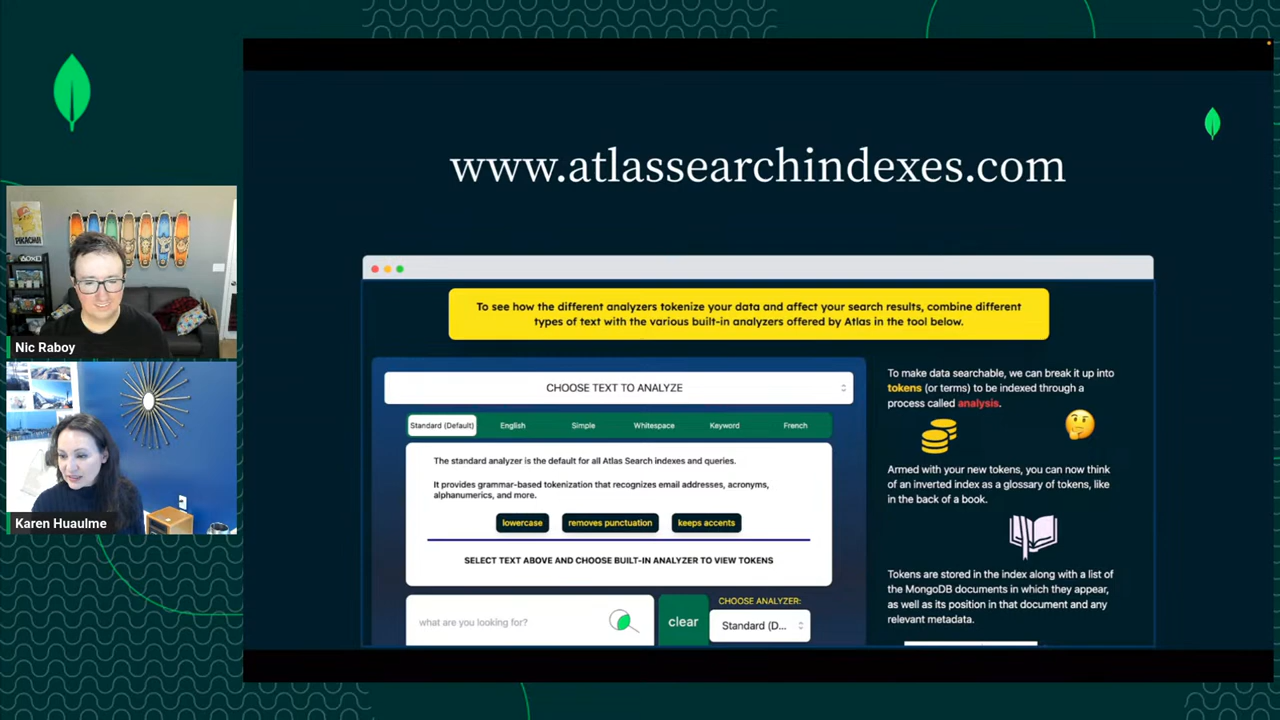 www.atlassearchindexes.com
To see how the different analyzers tokenize your data and affect your search results, combine different
types of text with the various built-in analyzers offered by Atlas in the tool below.
CHOOSE TEXT TO ANALYZE
Standard (Default) English Simple Whitespace Keyword French
The standard analyzer is the default for all Atlas Search indexes and queries.
It provides grammar-based tokenization that recognizes email addresses, acronyms,
alphanumerics, and more.
lowercase removes punctuation keeps accents
SELECT TEXT ABOVE AND CHOOSE BUILT-IN ANALYZER TO VIEW TOKENS
what are you looking for?
clear
CHOOSE ANALYZER:
Standard (D...
To make data searchable, we can break it up into
tokens (or terms) to be indexed through a
process called analysis.
Armed with your new tokens, you can now think
of an inverted index as a glossary of tokens, like
in the back of a book.
Tokens are stored in the index along with a list of
the MongoDB documents in which they appear,
as well as its position in that document and any
relevant metadata.
PIKACHU
Nic Raboy
Karen Huaulme